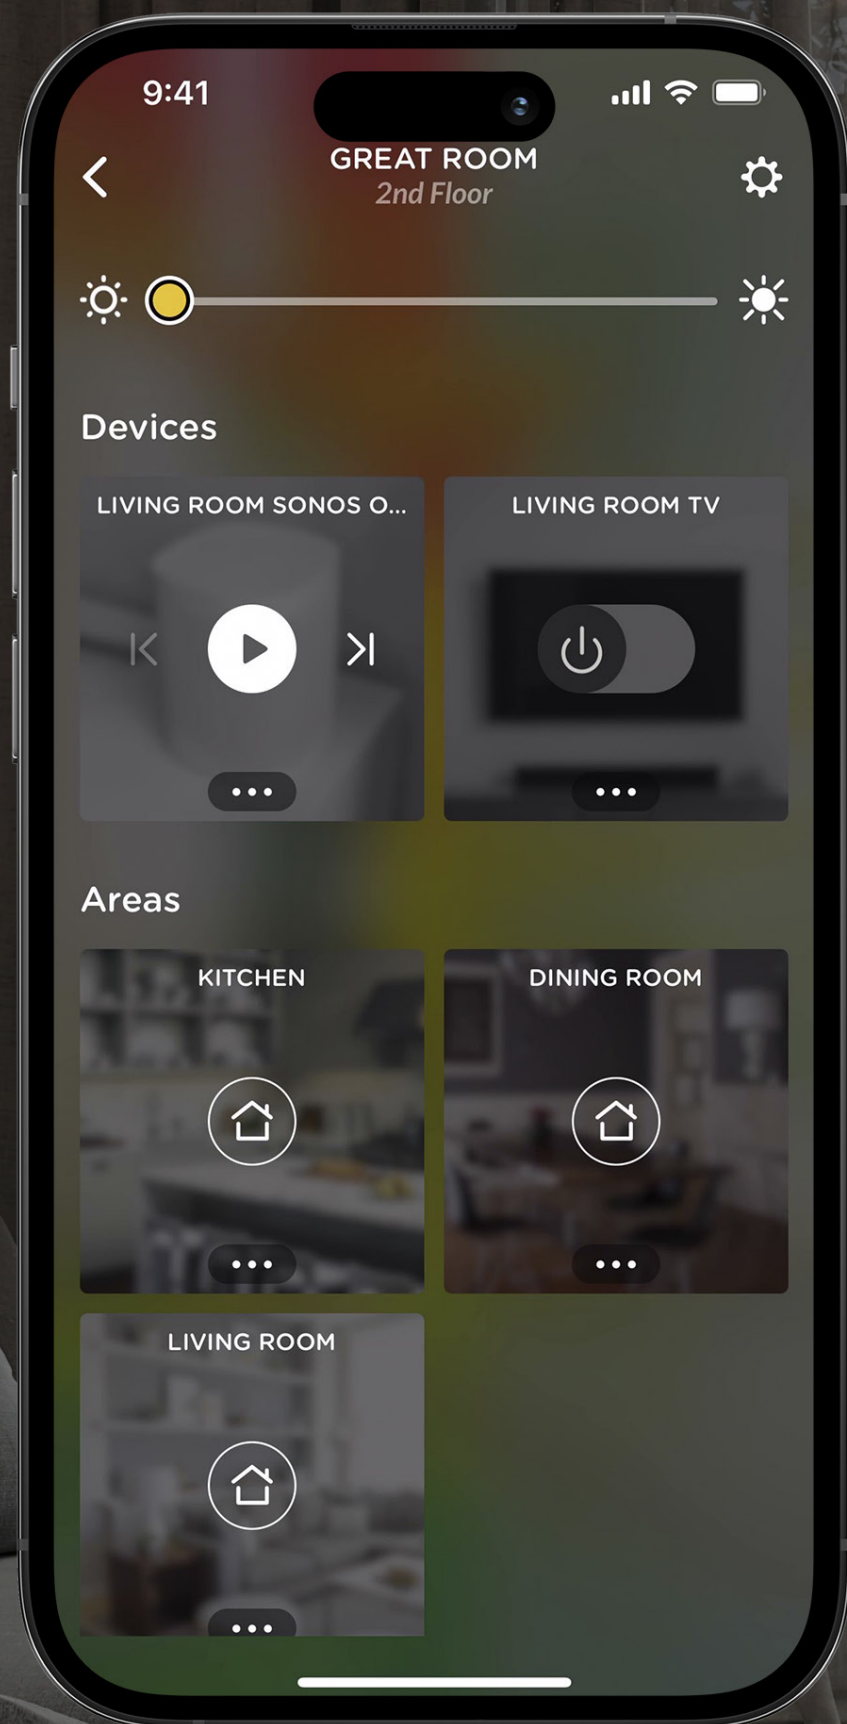 9:41
GREAT ROOM
2nd Floor
Devices
LIVING ROOM SONOS O...
LIVING ROOM TV
Areas
KITCHEN
DINING ROOM
LIVING ROOM